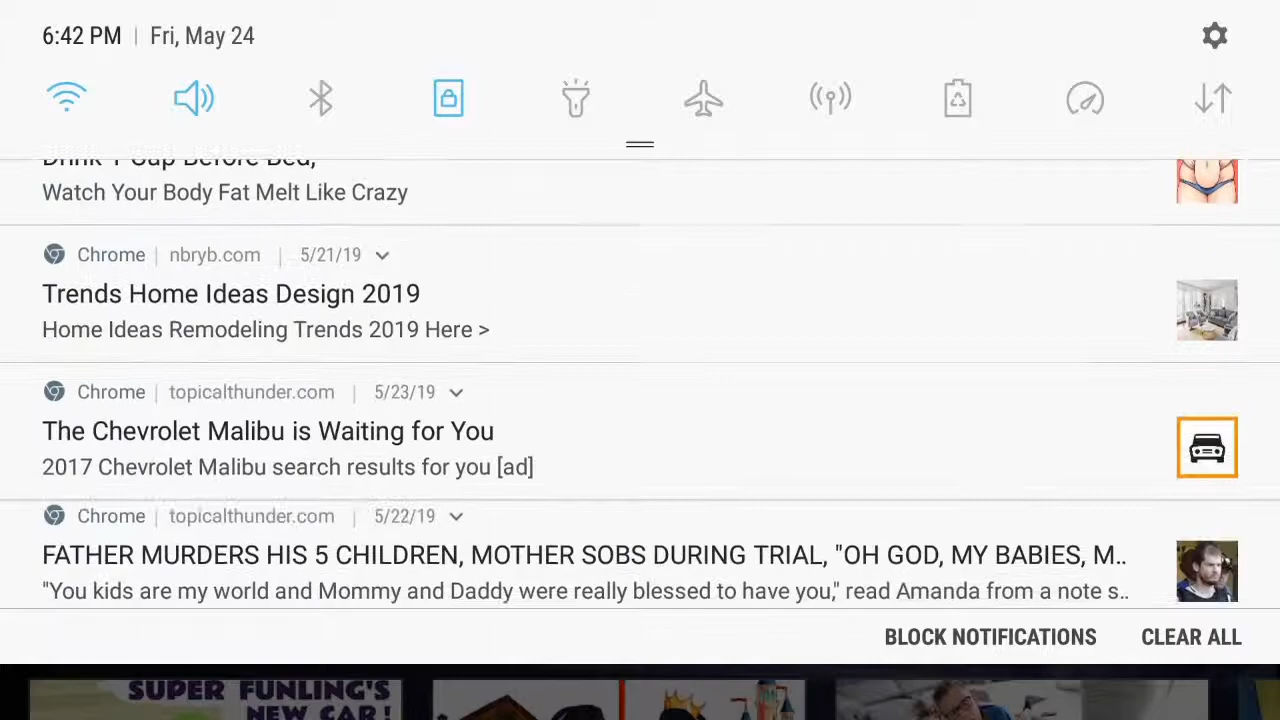 6:42 PM | Fri, May 24
Drink 1 Cup Before Bed,
Watch Your Body Fat Melt Like Crazy
Chrome | nbryb.com | 5/21/19
Trends Home Ideas Design 2019
Home Ideas Remodeling Trends 2019 Here >
Chrome | topicalthunder.com | 5/23/19
The Chevrolet Malibu is Waiting for You
2017 Chevrolet Malibu search results for you [ad]
Chrome | topicalthunder.com | 5/22/19
FATHER MURDERS HIS 5 CHILDREN, MOTHER SOBS DURING TRIAL, "OH GOD, MY BABIES, M..
"You kids are my world and Mommy and Daddy were really blessed to have you," read Amanda from a note s..
BLOCK NOTIFICATIONS CLEAR ALL
SUPER FUNLING'S
NEW CAR!